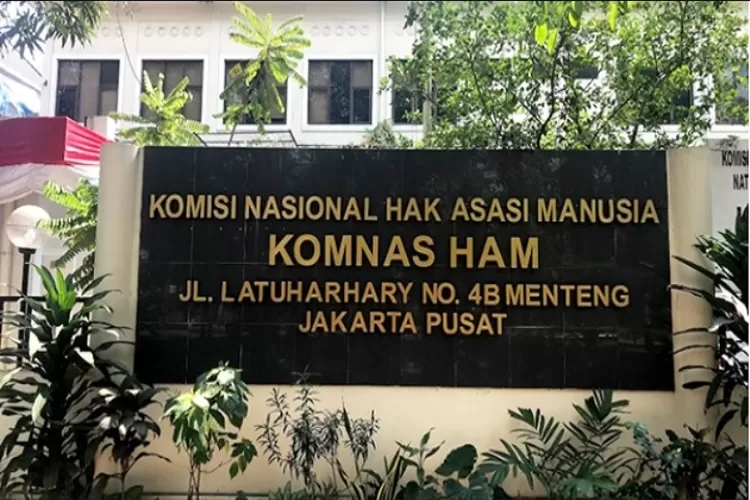 KOMISI NASIONAL HAK ASASI MANUSIA
KOMNAS HAM
JL. LATUHARHARY NO. 4B MENTENG
JAKARTA PUSAT